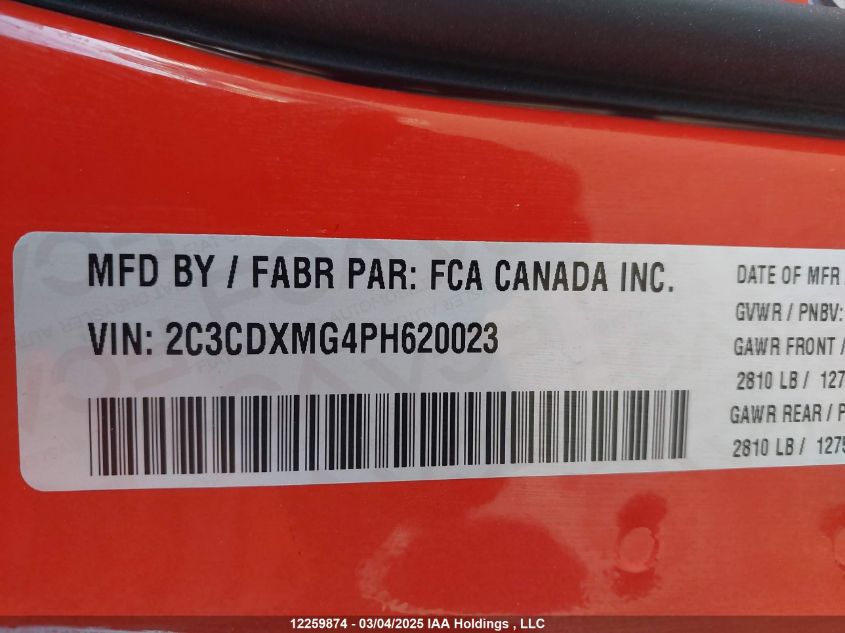 MFD BY / FABR PAR: FCA CANADA INC.
VIN: 2C3CDXMG4PH620023
DATE OF MFR
GVWR / PNBV:
GAWR FRONT /
2810 LB / 127
GAWR REAR / P
2810 LB / 1275
12259874 - 03/04/2025 IAA Holdings , LLC